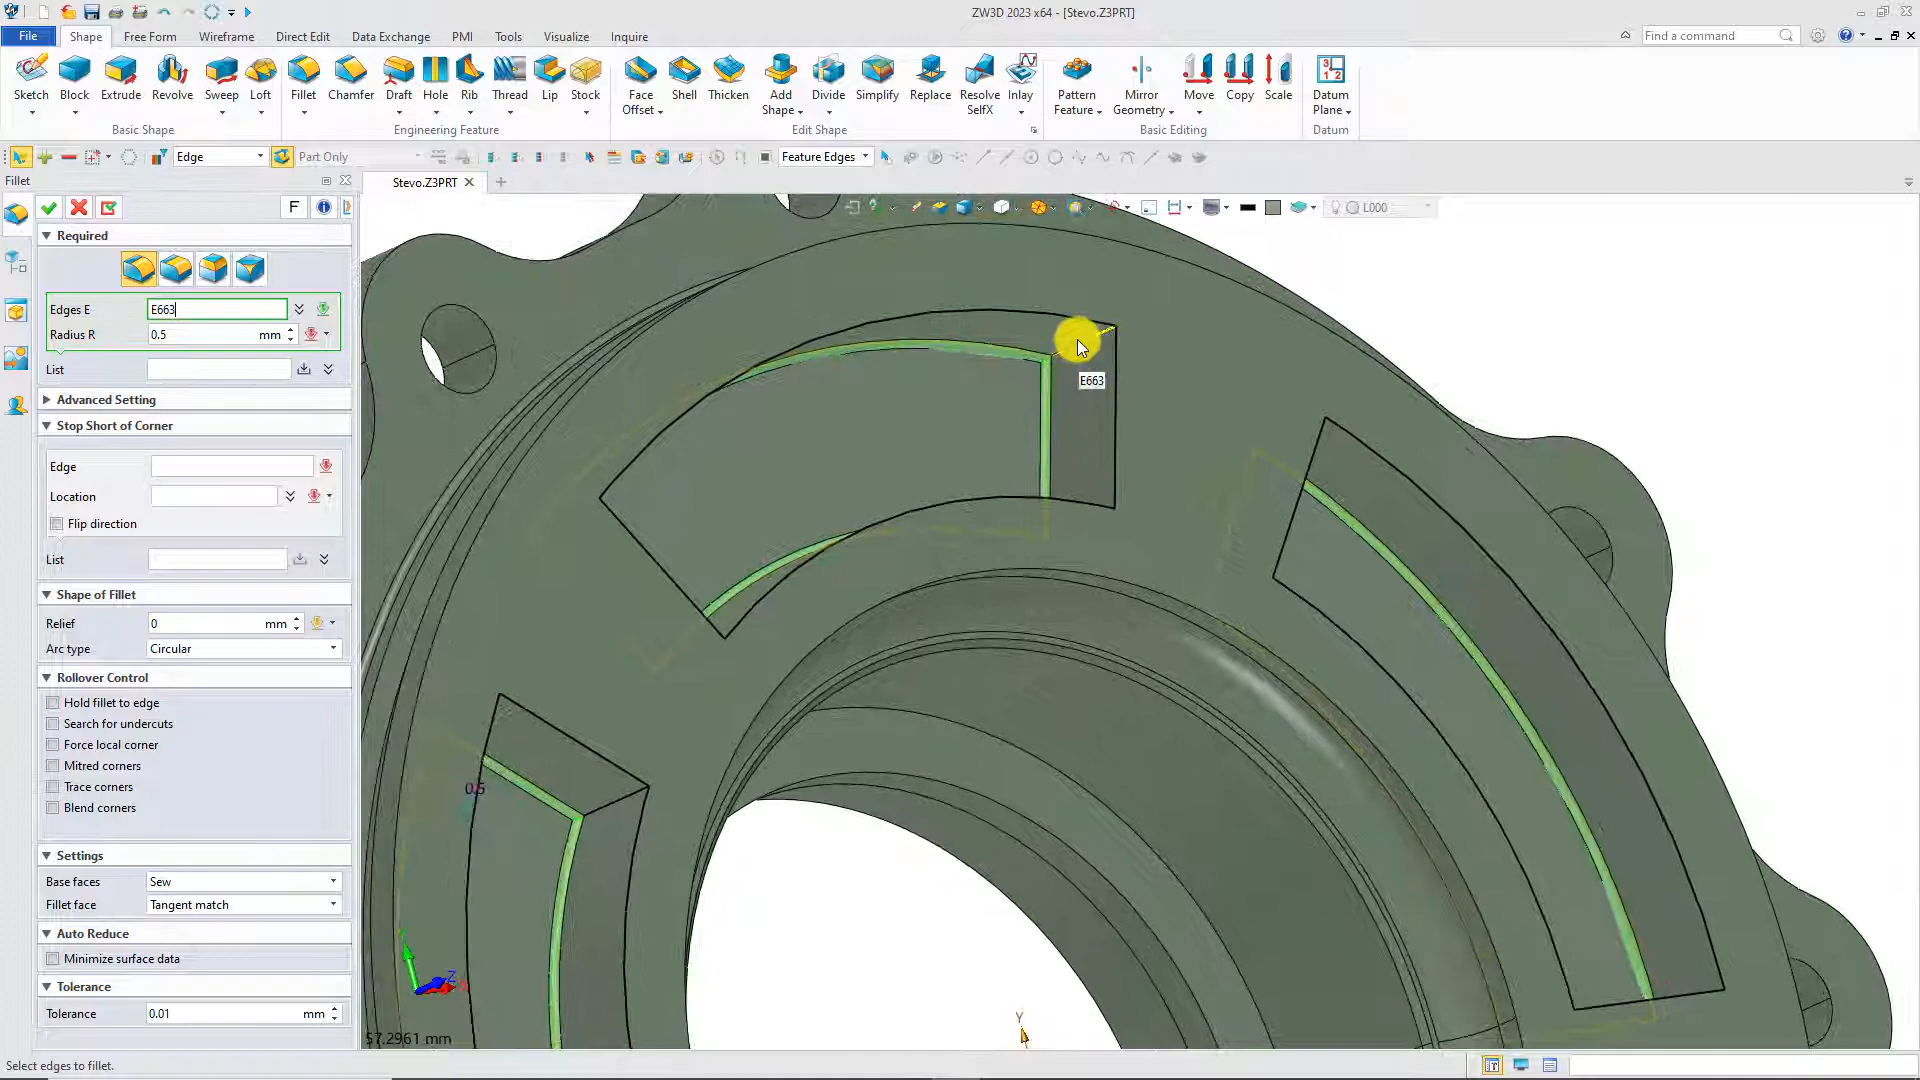 ZW3D 2023 x64 - [Stevo.Z3PRT]
File Shape Free Form Wireframe Direct Edit Data Exchange PMI Tools Visualize Inquire
Find a command
Sketch Block Extrude Revolve Sweep Loft Fillet Chamfer Draft Hole Rib Thread Lip Stock Face Offset Shell Thicken Add Shape Divide Simplify Replace Resolve SelfX Inlay Pattern Feature Mirror Geometry Move Copy Scale Datum Plane
Basic Shape Engineering Feature Edit Shape Basic Editing Datum
Edge Part Only Feature Edges
Fillet
Stevo.Z3PRT
F
L000
Required
Edges E E663
Radius R 0.5 mm
List
Advanced Setting
Stop Short of Corner
Edge
Location
Flip direction
List
Shape of Fillet
Relief 0 mm
Arc type Circular
Rollover Control
Hold fillet to edge
Search for undercuts
Force local corner
Mitred corners
Trace corners
Blend corners
Settings
Base faces Sew
Fillet face Tangent match
Auto Reduce
Minimize surface data
Tolerance
Tolerance 0.01 mm
E663
0.5
Z
X
Y
57.2961 mm
Select edges to fillet.